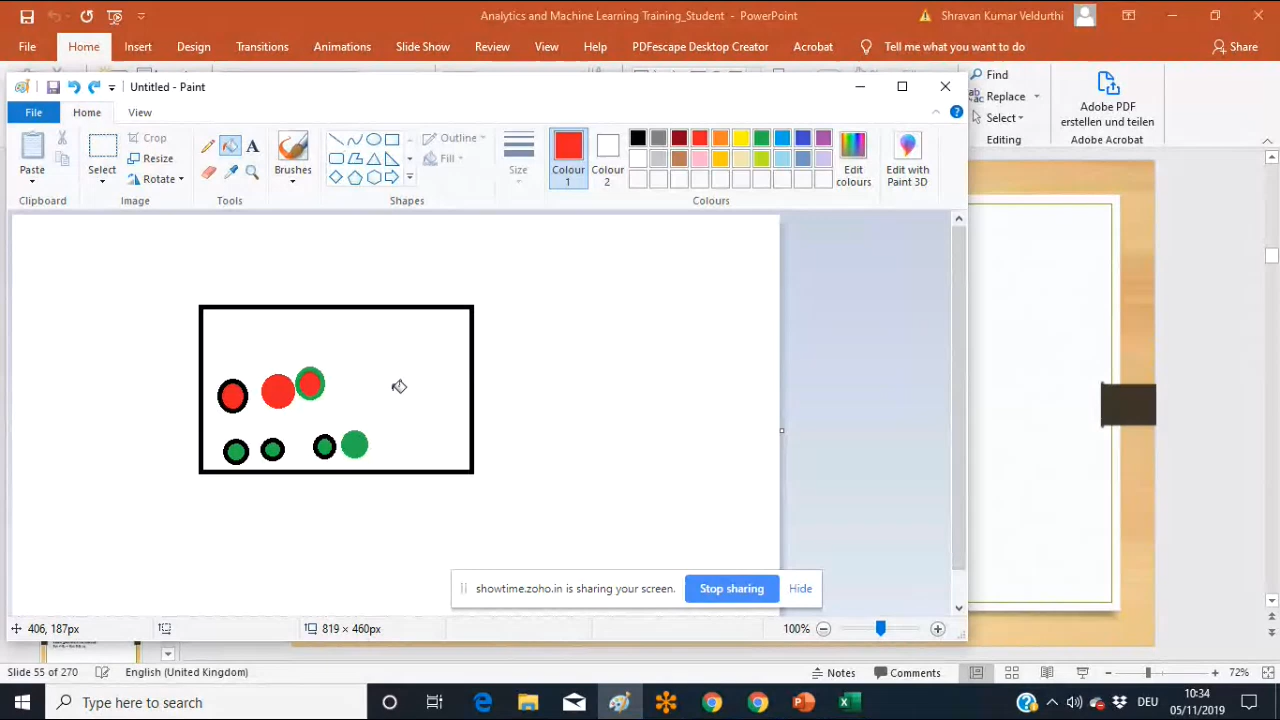 Analytics and Machine Learning Training_Student - PowerPoint
Shravan Kumar Veldurthi
File Home Insert Design Transitions Animations Slide Show Review View Help PDFescape Desktop Creator Acrobat Tell me what you want to do Share
Untitled - Paint
File Home View
Paste
Clipboard
Select
Crop
Resize
Rotate
Image
A
Tools
Brushes
Outline
Fill
Shapes
Size
Colour
1
Colour
2
Edit
colours
Colours
Edit with
Paint 3D
Find
Replace
Select
Editing
Adobe PDF
erstellen und teilen
Adobe Acrobat
showtime.zoho.in is sharing your screen. Stop sharing Hide
406, 187px 819 × 460px 100%
Slide 55 of 270 English (United Kingdom) Notes Comments 72%
Type here to search
DEU
10:34
05/11/2019